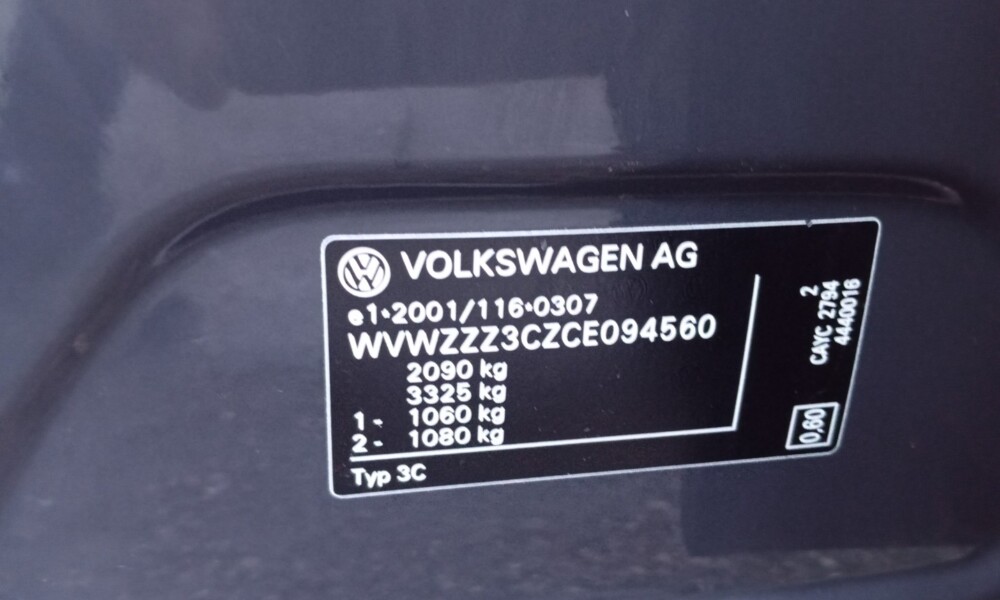 VOLKSWAGEN AG
e1*2001/116*0307
WVWZZZ3CZCE094560
2090 kg
3325 kg
1 - 1060 kg
2 - 1080 kg
Typ 3C
2
CAYC 2794
4440016
0,60